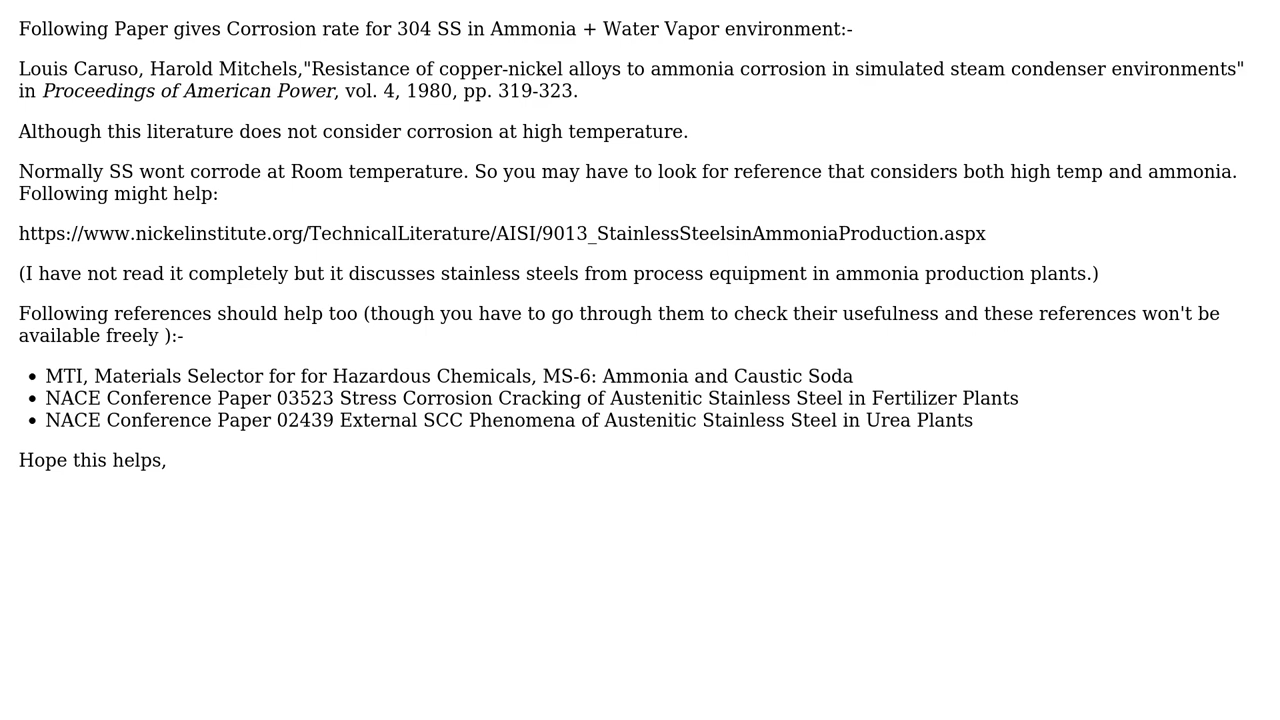 Following Paper gives Corrosion rate for 304 SS in Ammonia + Water Vapor environment:-
Louis Caruso, Harold Mitchels,"Resistance of copper-nickel alloys to ammonia corrosion in simulated steam condenser environments"
in Proceedings of American Power, vol. 4, 1980, pp. 319-323.
Although this literature does not consider corrosion at high temperature.
Normally SS wont corrode at Room temperature. So you may have to look for reference that considers both high temp and ammonia.
Following might help:
https://www.nickelinstitute.org/TechnicalLiterature/AISI/9013_StainlessSteelsinAmmoniaProduction.aspx
(I have not read it completely but it discusses stainless steels from process equipment in ammonia production plants.)
Following references should help too (though you have to go through them to check their usefulness and these references won't be
available freely ):-
• MTI, Materials Selector for for Hazardous Chemicals, MS-6: Ammonia and Caustic Soda
• NACE Conference Paper 03523 Stress Corrosion Cracking of Austenitic Stainless Steel in Fertilizer Plants
• NACE Conference Paper 02439 External SCC Phenomena of Austenitic Stainless Steel in Urea Plants
Hope this helps,